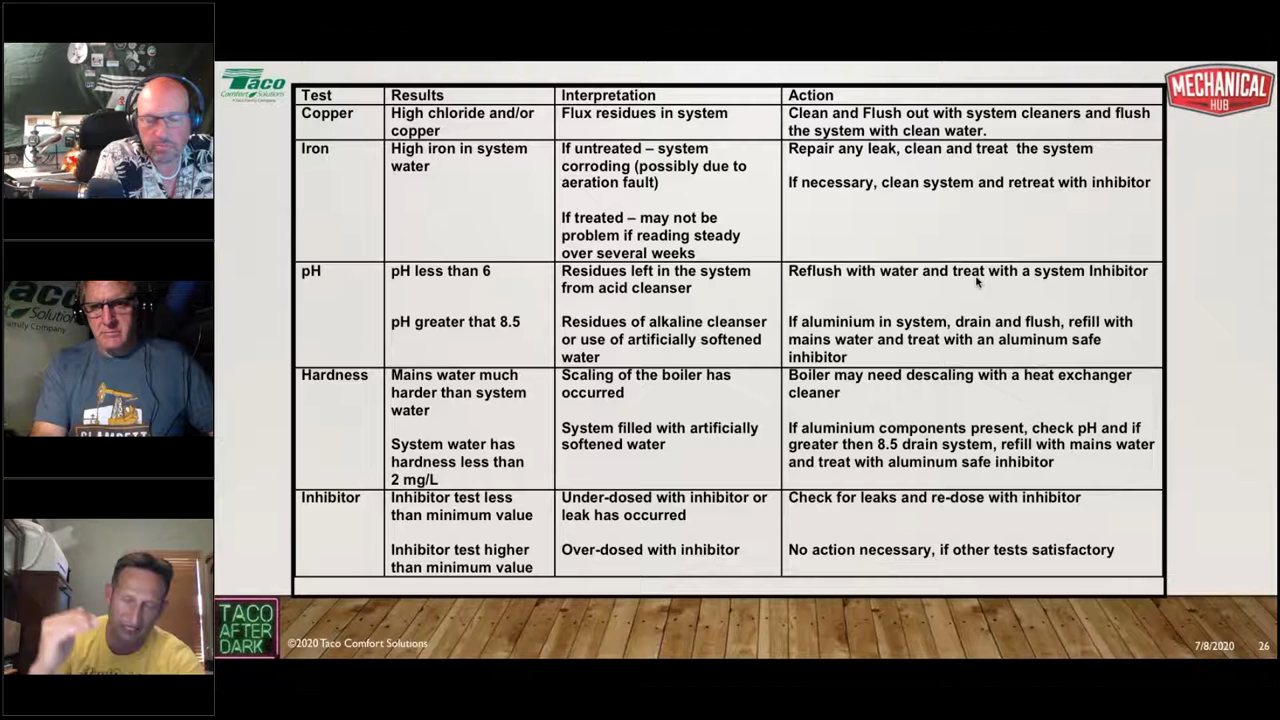 Taco
Comfort Solutions
A Taco Family Company
MECHANICAL
HUB
Test Results Interpretation Action
Copper High chloride and/or Flux residues in system Clean and Flush out with system cleaners and flush
copper the system with clean water.
Iron High iron in system If untreated – system Repair any leak, clean and treat the system
water corroding (possibly due to
aeration fault) If necessary, clean system and retreat with inhibitor
If treated – may not be
problem if reading steady
over several weeks
pH pH less than 6 Residues left in the system Reflush with water and treat with a system Inhibitor
from acid cleanser
pH greater that 8.5 Residues of alkaline cleanser If aluminium in system, drain and flush, refill with
or use of artificially softened mains water and treat with an aluminum safe
water inhibitor
Hardness Mains water much Scaling of the boiler has Boiler may need descaling with a heat exchanger
harder than system occurred cleaner
water
System filled with artificially If aluminium components present, check pH and if
System water has softened water greater then 8.5 drain system, refill with mains water
hardness less than and treat with aluminum safe inhibitor
2 mg/L
Inhibitor Inhibitor test less Under-dosed with inhibitor or Check for leaks and re-dose with inhibitor
than minimum value leak has occurred
Inhibitor test higher Over-dosed with inhibitor No action necessary, if other tests satisfactory
than minimum value
TACO
AFTER
DARK
©2020 Taco Comfort Solutions
7/8/2020 26